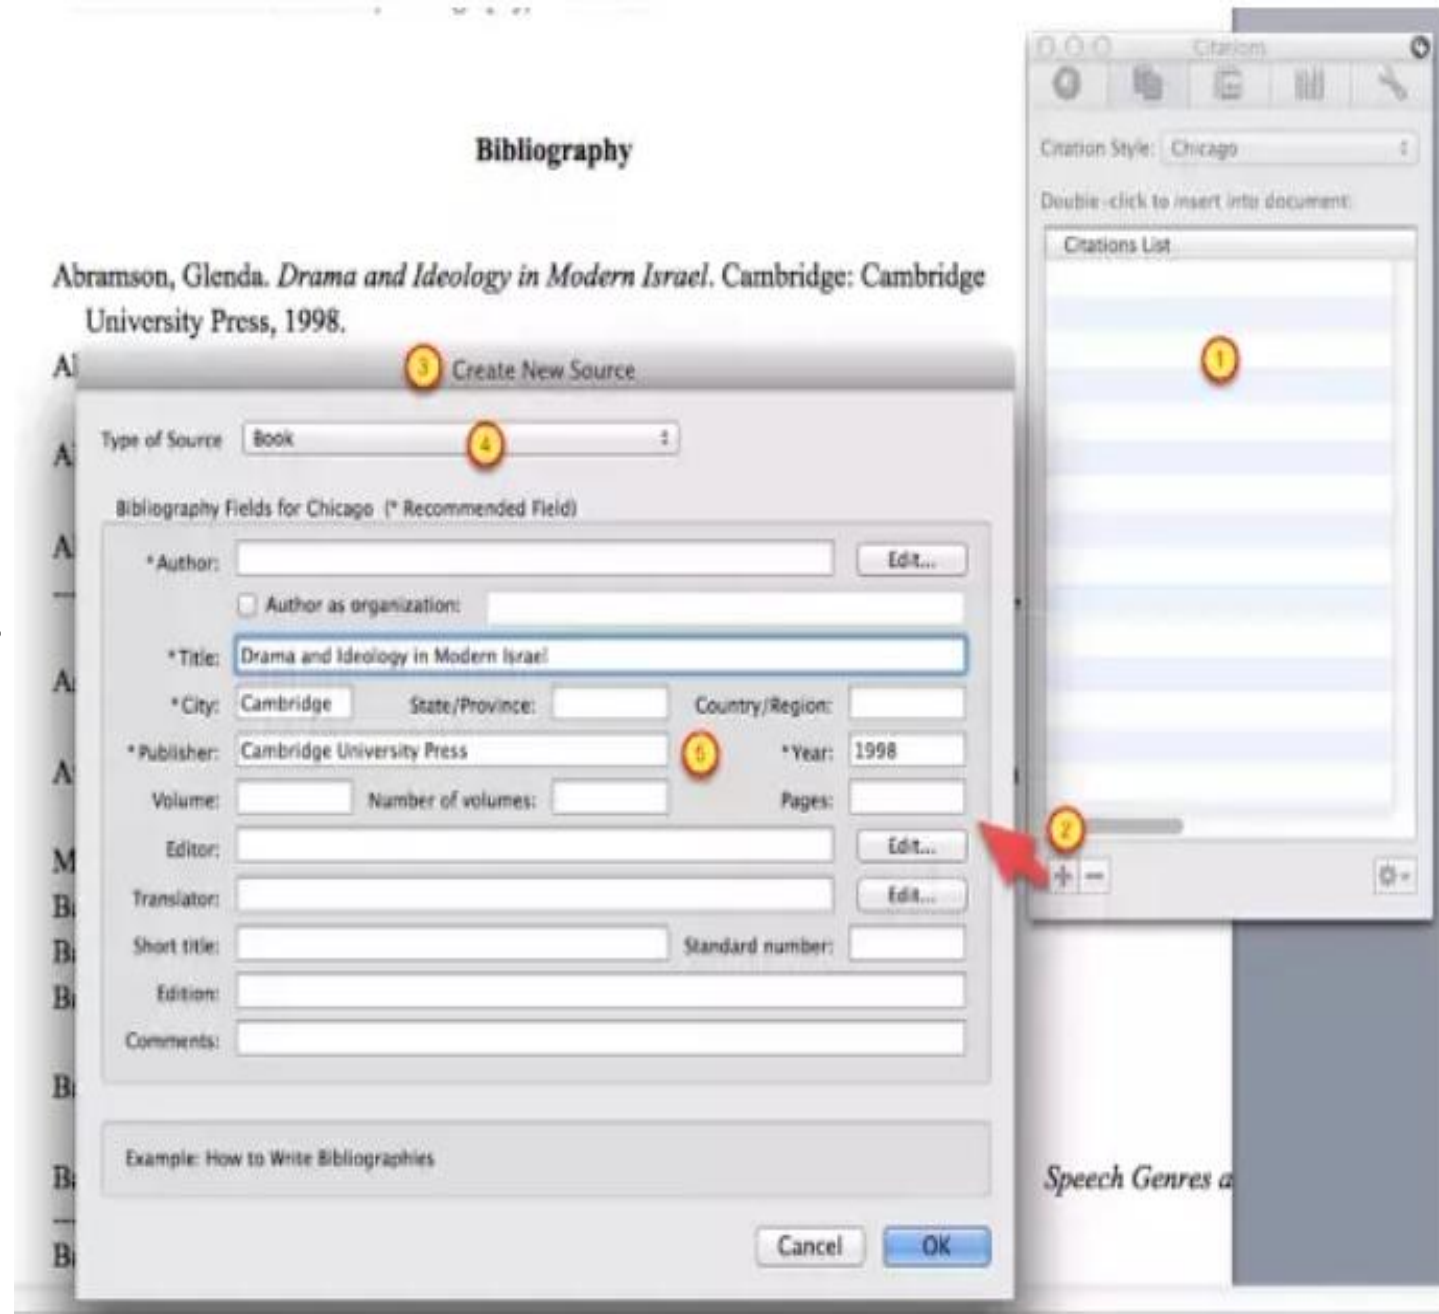 Bibliography
Abramson, Glenda. Drama and Ideology in Modern Israel. Cambridge: Cambridge
University Press, 1998.
3 Create New Source
Type of Source Book 4
Bibliography Fields for Chicago (* Recommended Field)
*Author: Edit...
Author as organization:
*Title: Drama and Ideology in Modern Israel
*City: Cambridge State/Province: Country/Region:
*Publisher: Cambridge University Press 5 *Year: 1998
Volume: Number of volumes: Pages:
Editor: Edit...
Translator: Edit...
Short title: Standard number:
Edition:
Comments:
Example: How to Write Bibliographies
Cancel OK
Citations
Citation Style: Chicago
Double-click to insert into document:
Citations List
1
2
Speech Genres a